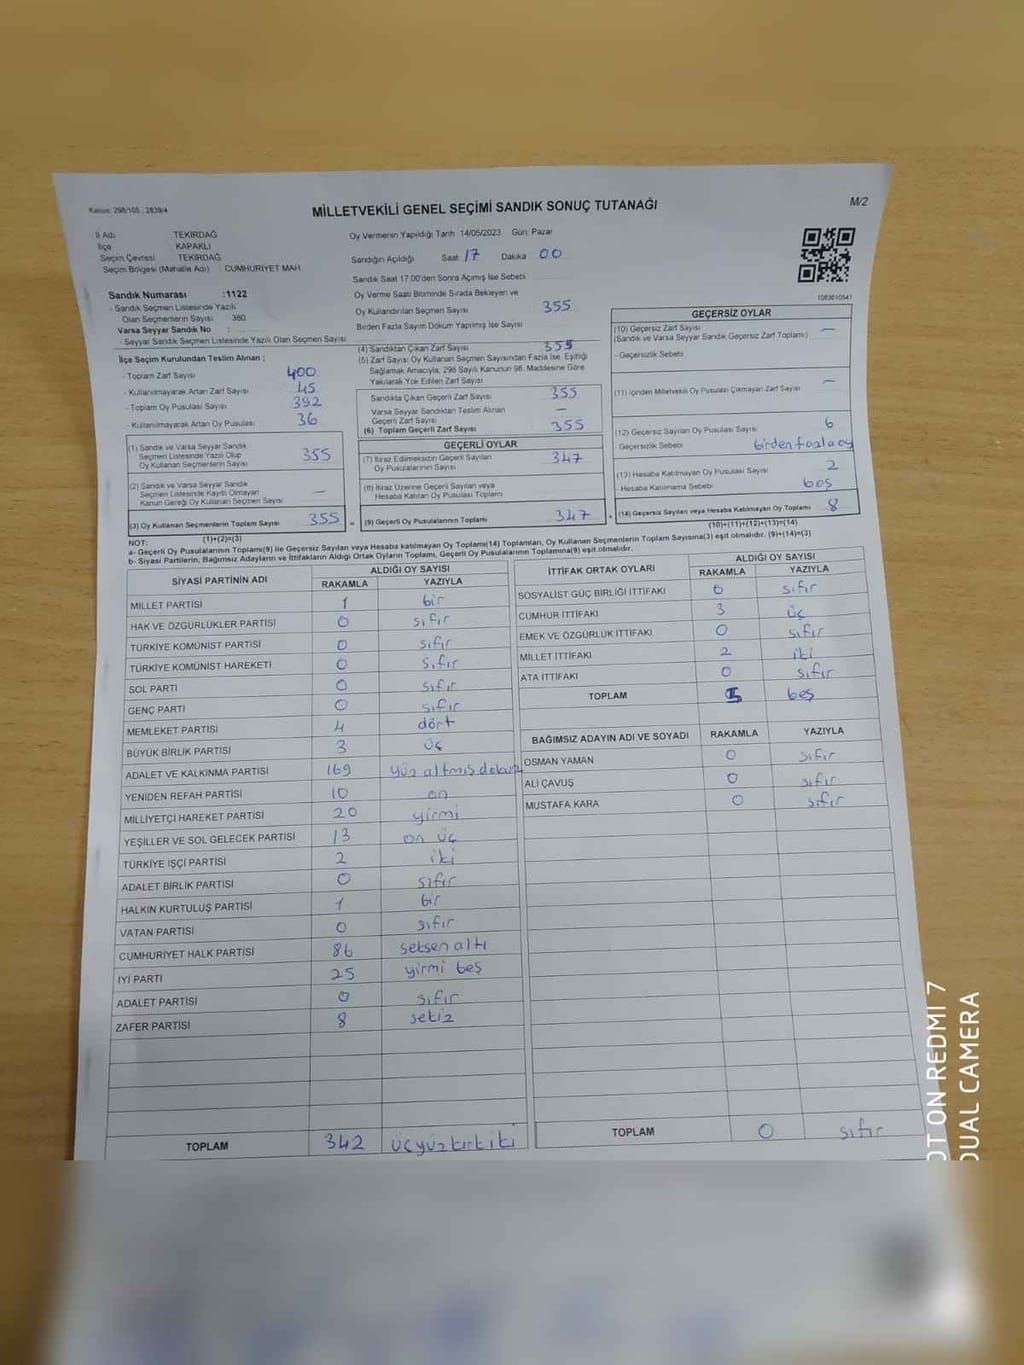 Kanun: 298/105 , 2839/4
MİLLETVEKİLİ GENEL SEÇİMİ SANDIK SONUÇ TUTANAĞI
M/2
İl Adı TEKİRDAĞ
İlçe KAPAKLI
Seçim Çevresi TEKİRDAĞ
Seçim Bölgesi (Mahalle Adı) CUMHURİYET MAH
Sandık Numarası :1122
- Sandık Seçmen Listesinde Yazılı
Olan Seçmenlerin Sayısı 380
Varsa Seyyar Sandık No :
- Seyyar Sandık Seçmen Listesinde Yazılı Olan Seçmen Sayısı
İlçe Seçim Kurulundan Teslim Alınan ;
- Toplam Zarf Sayısı 400
- Kullanılmayarak Artan Zarf Sayısı 45
- Toplam Oy Pusulası Sayısı 392
- Kullanılmayarak Artan Oy Pusulası 36
(1) Sandık ve Varsa Seyyar Sandık
Seçmen Listesinde Yazılı Olup
Oy Kullanan Seçmenlerin Sayısı 355
(2) Sandık ve Varsa Seyyar Sandık
Seçmen Listesinde Kayıtlı Olmayan
Kanun Gereği Oy Kullanan Seçmen Sayısı —
(3) Oy Kullanan Seçmenlerin Toplam Sayısı 355
(1)+(2)=(3)
Oy Vermenin Yapıldığı Tarih :14/05/2023 Gün: Pazar
Sandığın Açıldığı Saat 17 Dakika 00
Sandık Saat 17:00'den Sonra Açımış İse Sebebi
Oy Verme Saati Bitiminde Sırada Bekleyen ve
Oy Kullandırılan Seçmen Sayısı 355
Birden Fazla Sayım Döküm Yapılmış İse Sayısı
(4) Sandıktan Çıkan Zarf Sayısı 355
(5) Zarf Sayısı Oy Kullanan Seçmen Sayısından Fazla İse, Eşitliği
Sağlamak Amacıyla, 298 Sayılı Kanunun 98. Maddesine Göre
Yakılarak Yok Edilen Zarf Sayısı
Sandıkta Çıkan Geçerli Zarf Sayısı 355
Varsa Seyyar Sandıktan Teslim Alınan
Geçerli Zarf Sayısı —
(6) Toplam Geçerli Zarf Sayısı 355
GEÇERLİ OYLAR
(7) İtiraz Edilmeksizin Geçerli Sayılan
Oy Pusulalarının Sayısı 347
(8) İtiraz Üzerine Geçerli Sayılan veya
Hesaba Katılan Oy Pusulası Toplamı
= (9) Geçerli Oy Pusulalarının Toplamı 347
1083610541
GEÇERSİZ OYLAR
(10) Geçersiz Zarf Sayısı —
(Sandık ve Varsa Seyyar Sandık Geçersiz Zarf Toplamı)
- Geçersizlik Sebebi
(11) İçinden Milletvekili Oy Pusulası Çıkmayan Zarf Sayısı —
(12) Geçersiz Sayılan Oy Pusulası Sayısı 6
Geçersizlik Sebebi birden fazla oy
(13) Hesaba Katılmayan Oy Pusulası Sayısı 2
Hesaba Katılmama Sebebi boş
+ (14) Geçersiz Sayılan veya Hesaba Katılmayan Oy Toplamı 8
(10)+(11)+(12)+(13)=(14)
NOT:
a- Geçerli Oy Pusulalarının Toplamı(9) ile Geçersiz Sayılan veya Hesaba katılmayan Oy Toplamı(14) Toplamları, Oy Kullanan Seçmenlerin Toplam Sayısına(3) eşit olmalıdır. (9)+(14)=(3)
b- Siyasi Partilerin, Bağımsız Adayların ve İttifakların Aldığı Oyların Toplamı, Geçerli Oy Pusulalarının Toplamına(9) eşit olmalıdır.
SİYASİ PARTİNİN ADI ALDIĞI OY SAYISI
RAKAMLA YAZIYLA
MİLLET PARTİSİ 1 bir
HAK VE ÖZGÜRLÜKLER PARTİSİ 0 sıfır
TÜRKİYE KOMÜNİST PARTİSİ 0 sıfır
TÜRKİYE KOMÜNİST HAREKETİ 0 sıfır
SOL PARTİ 0 sıfır
GENÇ PARTİ 0 sıfır
MEMLEKET PARTİSİ 4 dört
BÜYÜK BİRLİK PARTİSİ 3 üç
ADALET VE KALKINMA PARTİSİ 169 yüz altmış dokuz
YENİDEN REFAH PARTİSİ 10 on
MİLLİYETÇİ HAREKET PARTİSİ 20 yirmi
YEŞİLLER VE SOL GELECEK PARTİSİ 13 on üç
TÜRKİYE İŞÇİ PARTİSİ 2 iki
ADALET BİRLİK PARTİSİ 0 sıfır
HALKIN KURTULUŞ PARTİSİ 1 bir
VATAN PARTİSİ 0 sıfır
CUMHURİYET HALK PARTİSİ 86 seksen altı
İYİ PARTİ 25 yirmi beş
ADALET PARTİSİ 0 sıfır
ZAFER PARTİSİ 8 sekiz
TOPLAM 342 üçyüzkırkiki
İTTİFAK ORTAK OYLARI ALDIĞI OY SAYISI
RAKAMLA YAZIYLA
SOSYALİST GÜÇ BİRLİĞİ İTTİFAKI 0 sıfır
CUMHUR İTTİFAKI 3 üç
EMEK VE ÖZGÜRLÜK İTTİFAKI 0 sıfır
MİLLET İTTİFAKI 2 iki
ATA İTTİFAKI 0 sıfır
TOPLAM 5 beş
BAĞIMSIZ ADAYIN ADI VE SOYADI RAKAMLA YAZIYLA
OSMAN YAMAN 0 sıfır
ALİ ÇAVUŞ 0 sıfır
MUSTAFA KARA 0 sıfır
TOPLAM 0 sıfır
OT ON REDMI 7
DUAL CAMERA